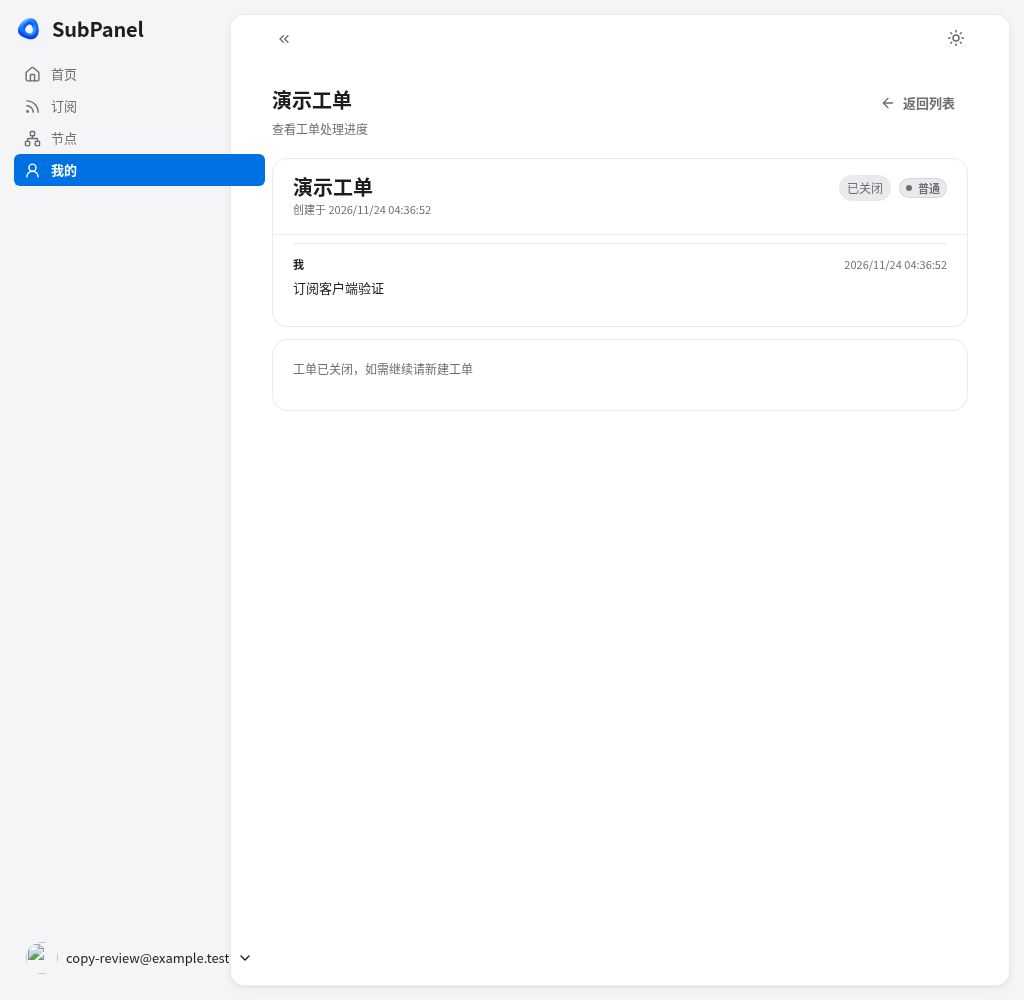 SubPanel
首页
订阅
节点
我的
演示工单
返回列表
查看工单处理进度
演示工单
已关闭
普通
创建于 2026/11/24 04:36:52
我
2026/11/24 04:36:52
订阅客户端验证
工单已关闭，如需继续请新建工单
copy-review@example.test